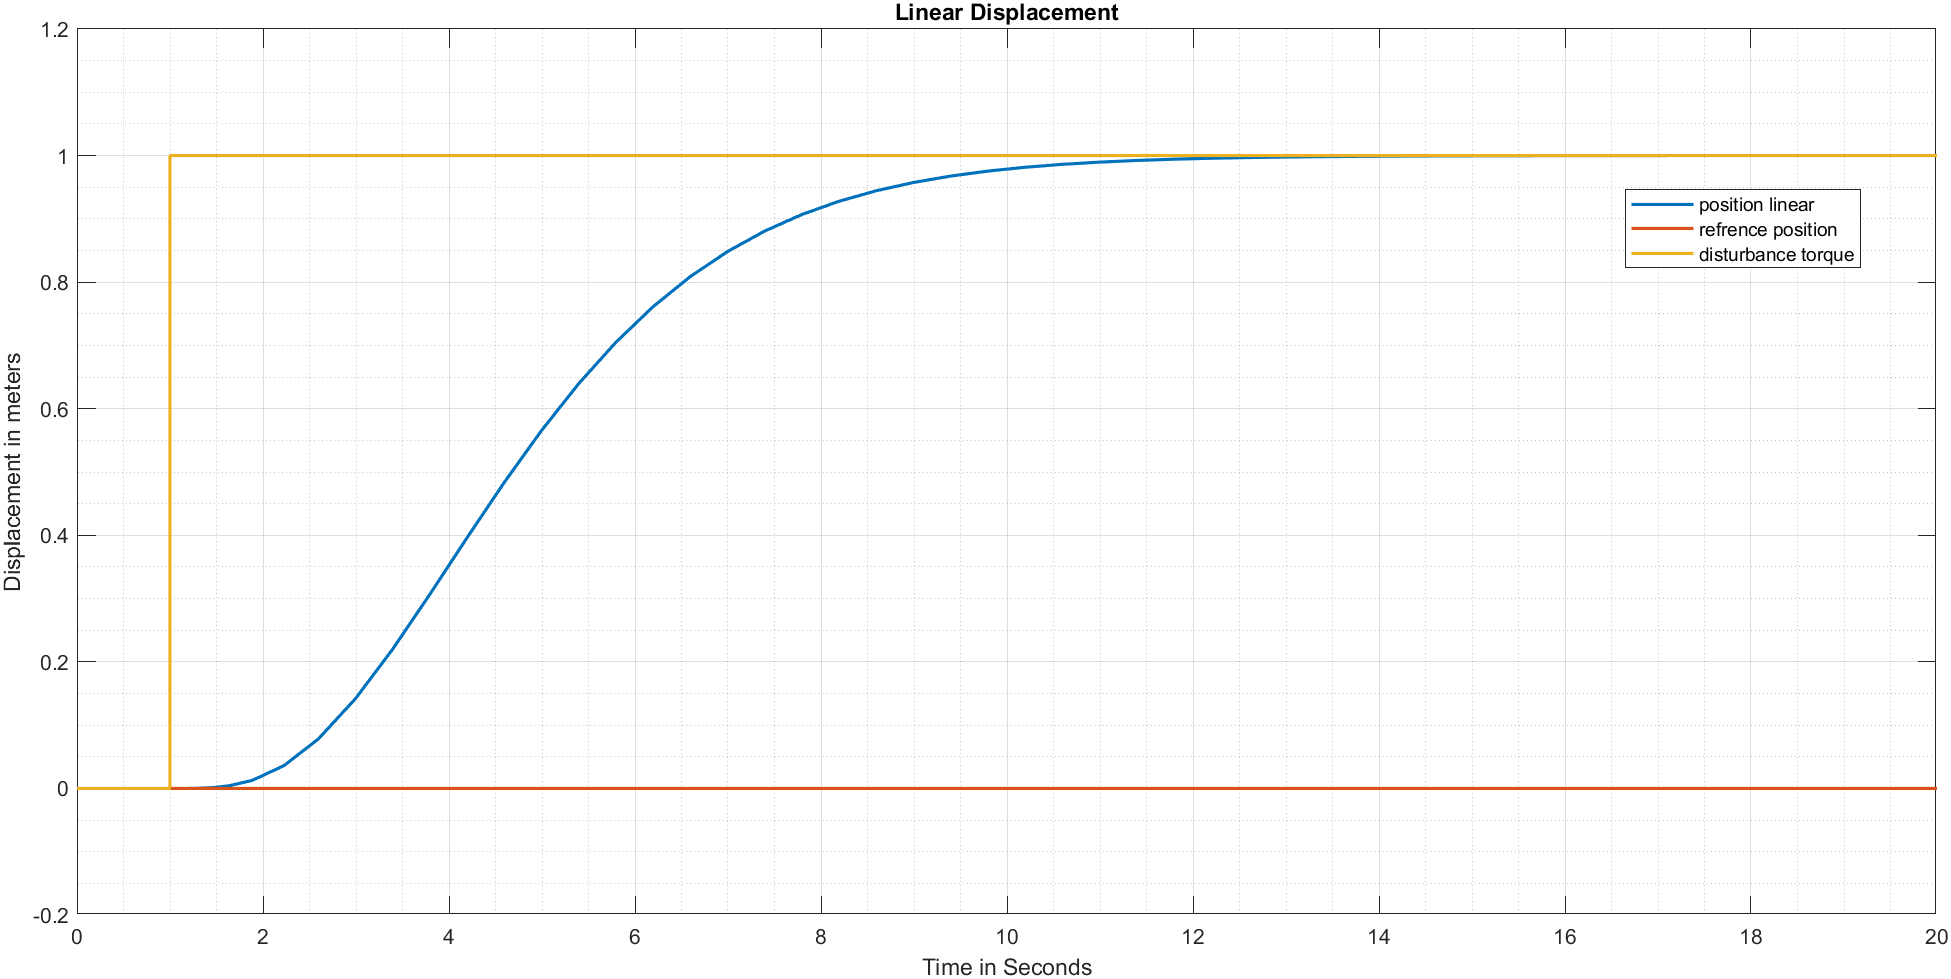 Linear Displacement
1.2
1
0.8
0.6
0.4
0.2
0
-0.2
Displacement in meters
position linear
refrence position
disturbance torque
0 2 4 6 8 10 12 14 16 18 20
Time in Seconds